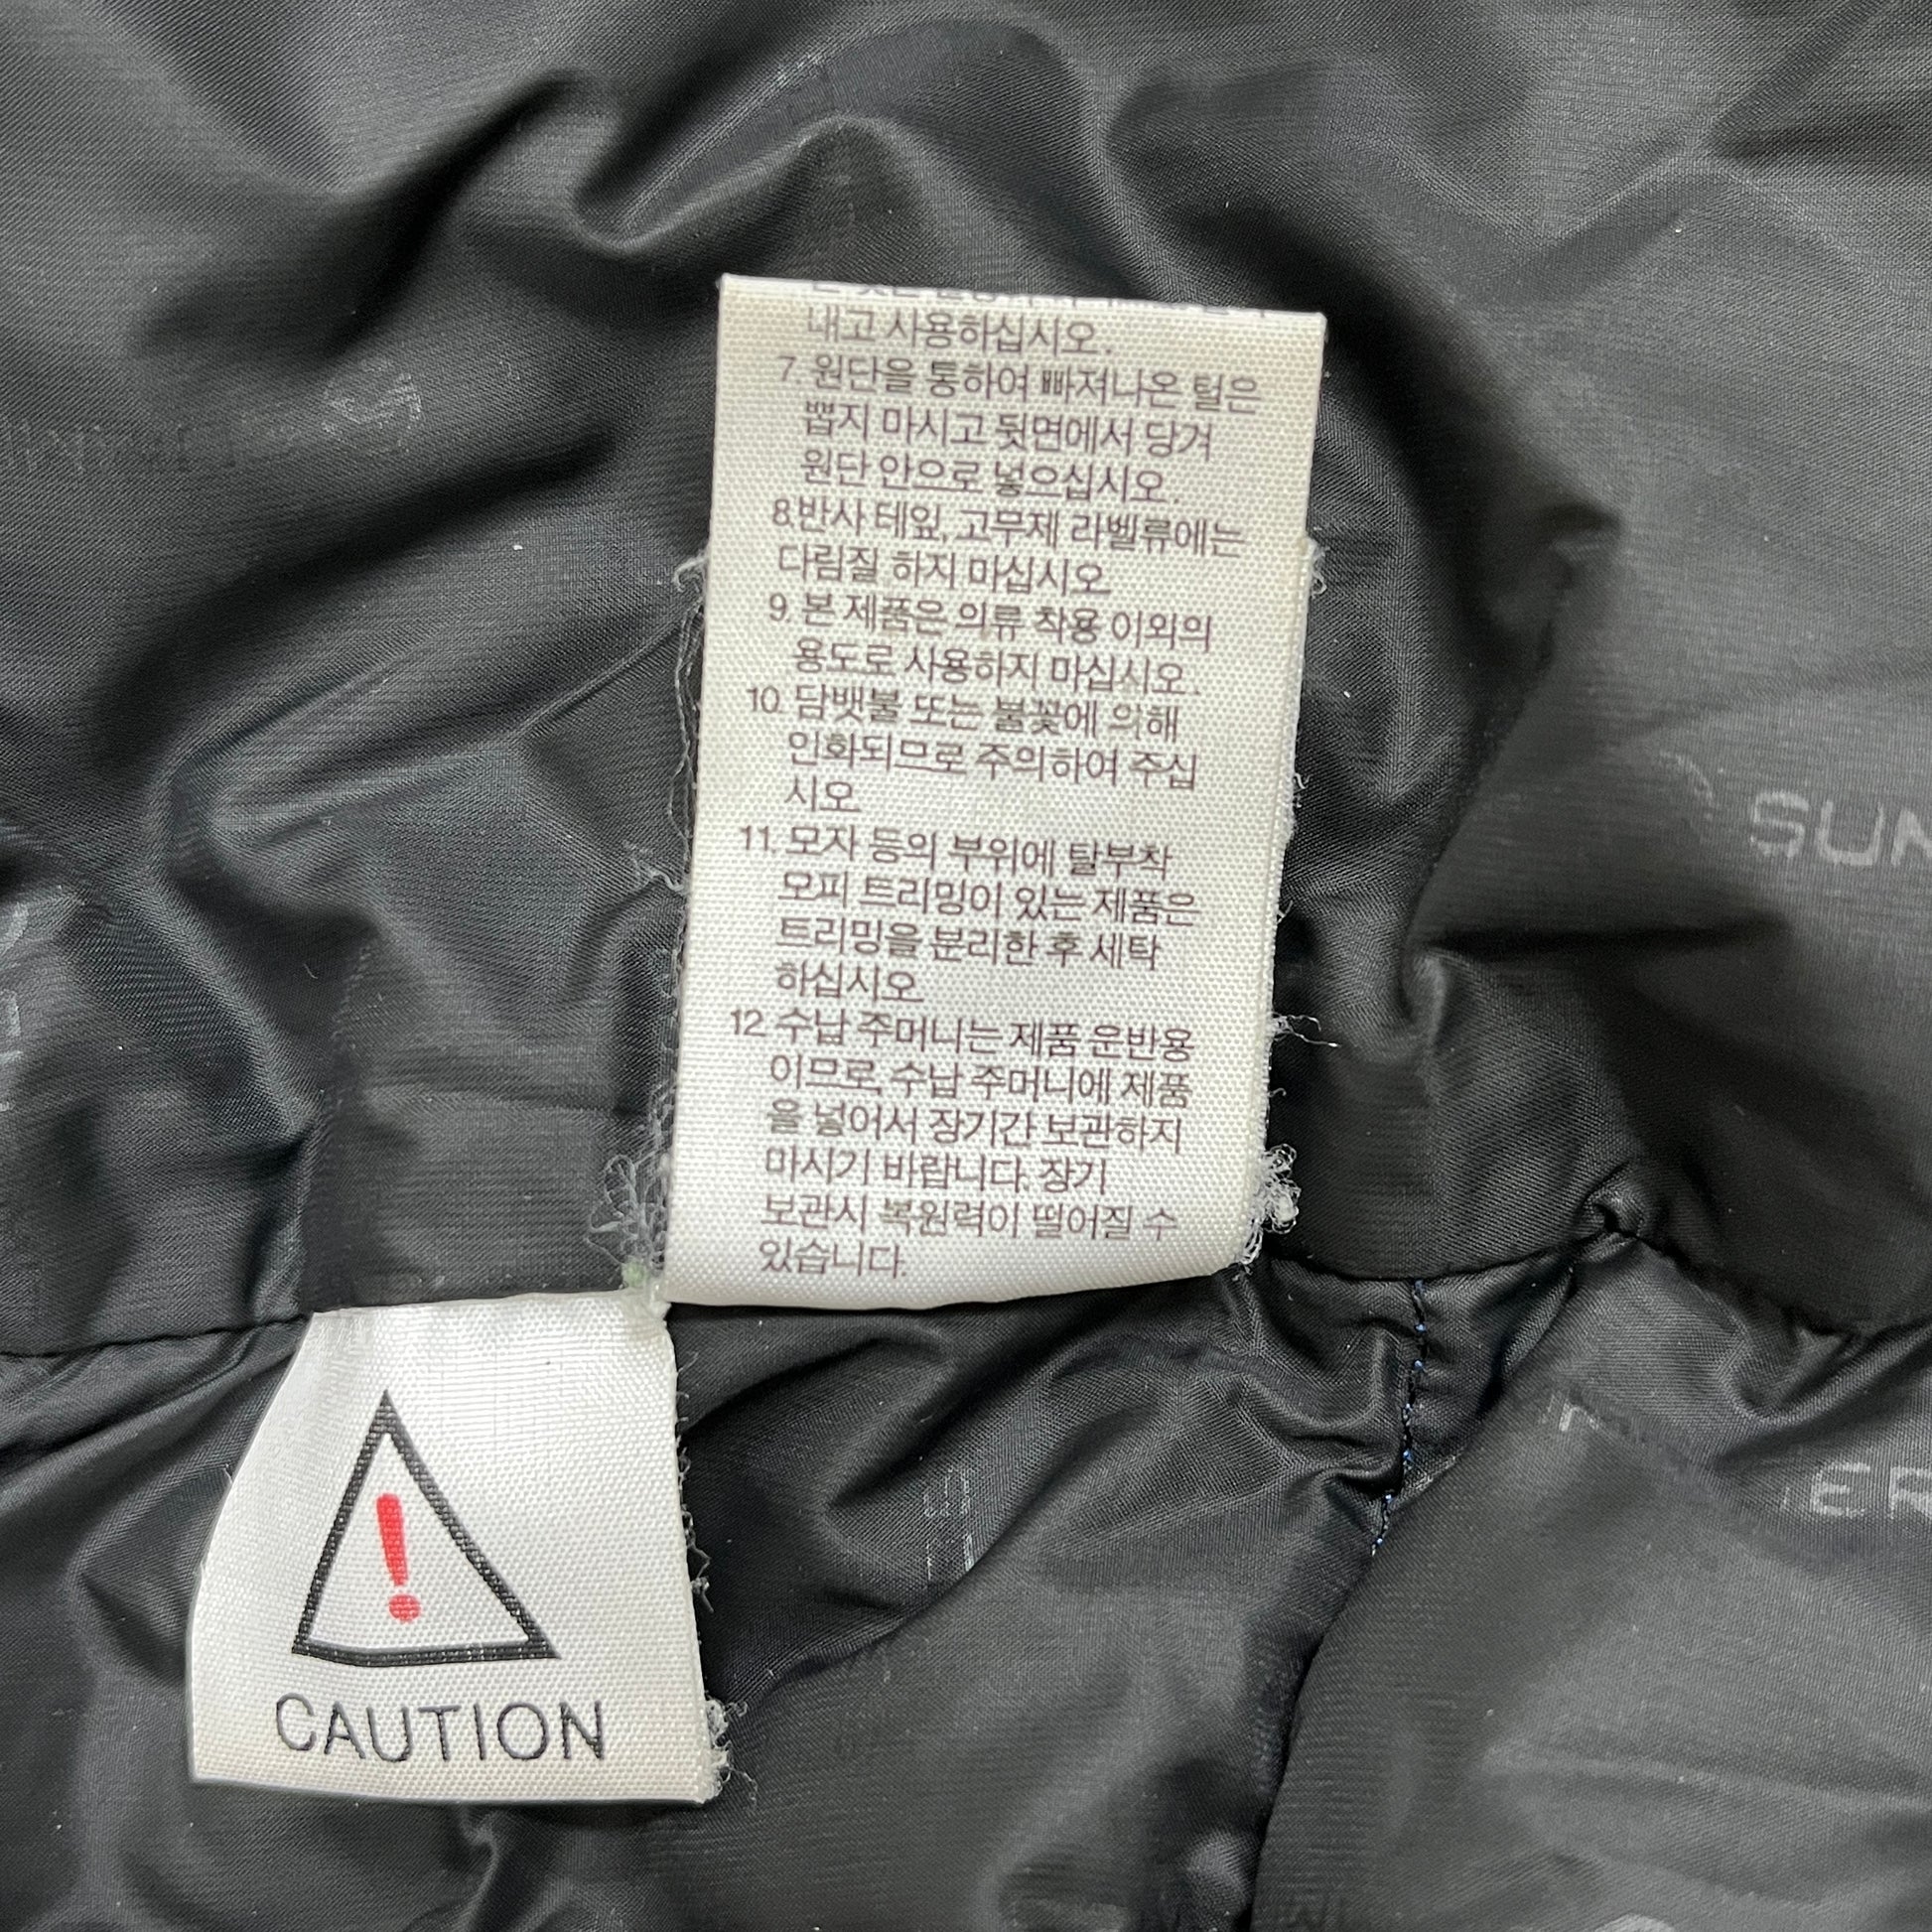 내고 사용하십시오.
7. 원단을 통하여 빠져나온 털은
뽑지 마시고 뒷면에서 당겨
원단 안으로 넣으십시오.
8.반사 테잎, 고무제 라벨류에는
다림질 하지 마십시오.
9. 본 제품은 의류 착용 이외의
용도로 사용하지 마십시오.
10. 담뱃불 또는 불꽃에 의해
인화되므로 주의하여 주십
시오.
11. 모자 등의 부위에 탈부착
모피 트리밍이 있는 제품은
트리밍을 분리한 후 세탁
하십시오.
12. 수납 주머니는 제품 운반용
이므로, 수납 주머니에 제품
을 넣어서 장기간 보관하지
마시기 바랍니다. 장기
보관시 복원력이 떨어질 수
있습니다.
SUN
ER
!
CAUTION